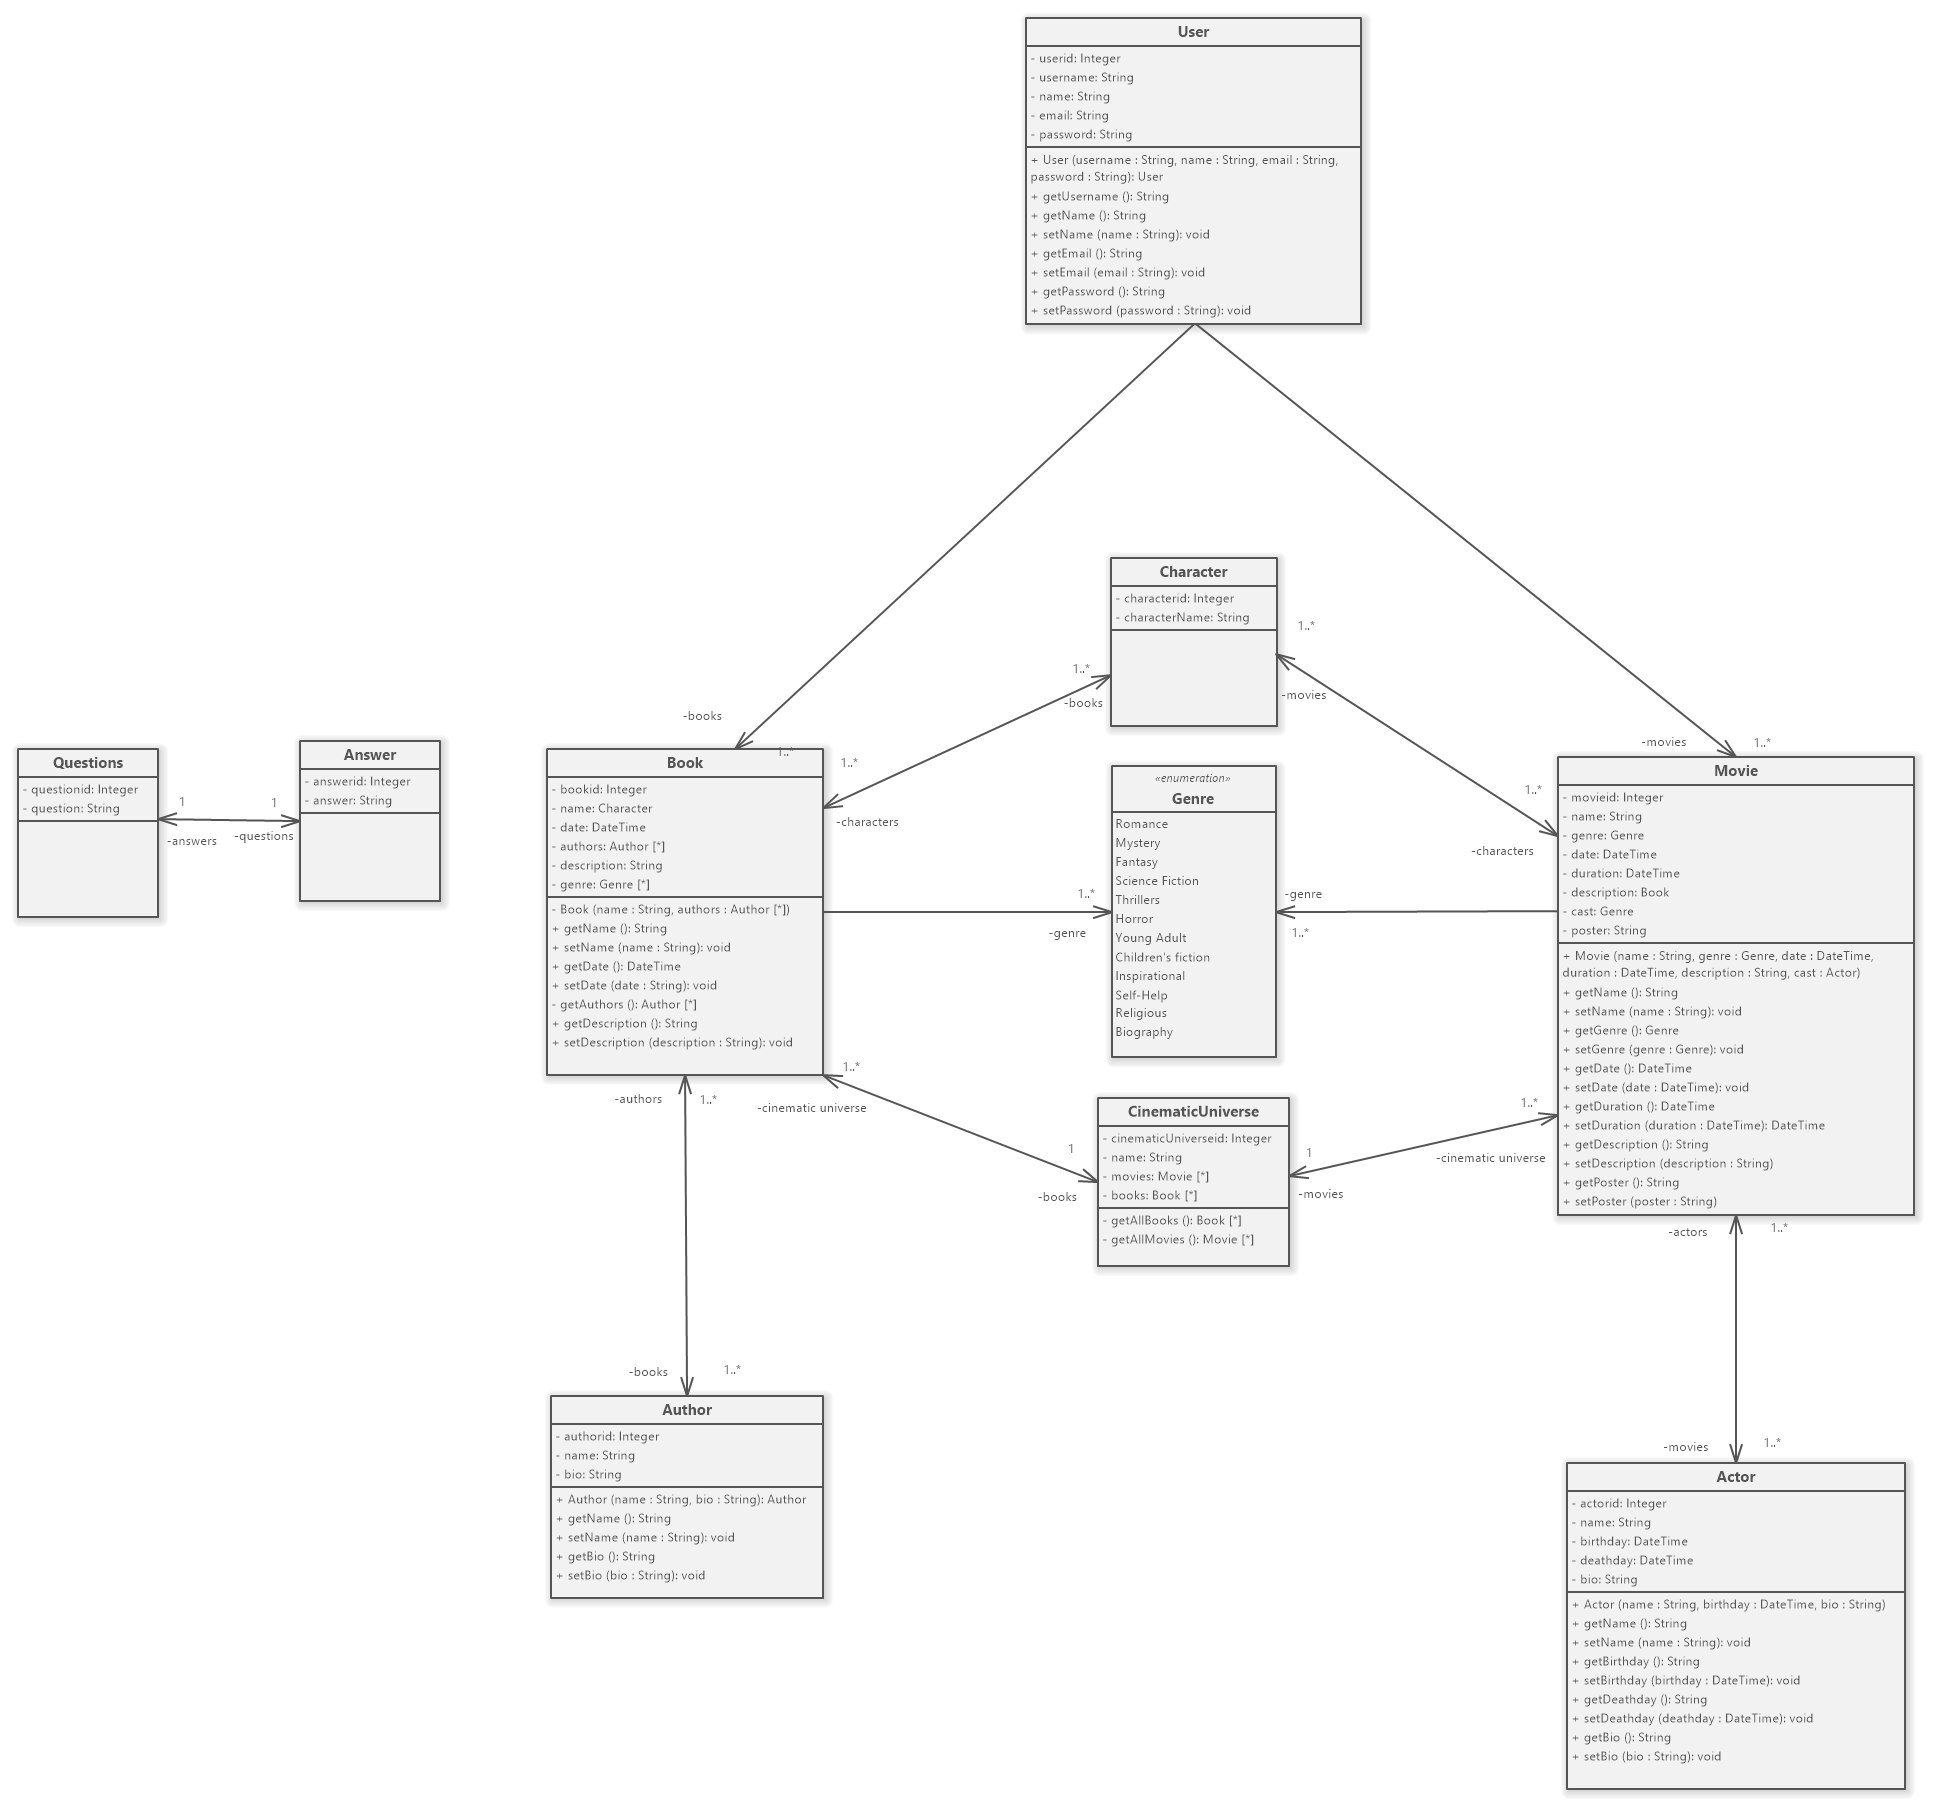 User
- userid: Integer
- username: String
- name: String
- email: String
- password: String
+ User (username : String, name : String, email : String,
password : String): User
+ getUsername (): String
+ getName (): String
+ setName (name : String): void
+ getEmail (): String
+ setEmail (email : String): void
+ getPassword (): String
+ setPassword (password : String): void
Character
- characterid: Integer
- characterName: String
1..*
-movies
1..*
-books
-books
1..*
1..*
-characters
-movies
1..*
1..*
-characters
Questions
- questionid: Integer
- question: String
1
-answers
1
-questions
Answer
- answerid: Integer
- answer: String
Book
- bookid: Integer
- name: Character
- date: DateTime
- authors: Author [*]
- description: String
- genre: Genre [*]
- Book (name : String, authors : Author [*])
+ getName (): String
+ setName (name : String): void
+ getDate (): DateTime
+ setDate (date : String): void
- getAuthors (): Author [*]
+ getDescription (): String
+ setDescription (description : String): void
1..*
-genre
«enumeration»
Genre
Romance
Mystery
Fantasy
Science Fiction
Thrillers
Horror
Young Adult
Children's fiction
Inspirational
Self-Help
Religious
Biography
-genre
1..*
Movie
- movieid: Integer
- name: String
- genre: Genre
- date: DateTime
- duration: DateTime
- description: Book
- cast: Genre
- poster: String
+ Movie (name : String, genre : Genre, date : DateTime,
duration : DateTime, description : String, cast : Actor)
+ getName (): String
+ setName (name : String): void
+ getGenre (): Genre
+ setGenre (genre : Genre): void
+ getDate (): DateTime
+ setDate (date : DateTime): void
+ getDuration (): DateTime
+ setDuration (duration : DateTime): DateTime
+ getDescription (): String
+ setDescription (description : String)
+ getPoster (): String
+ setPoster (poster : String)
-authors
1..*
1..*
-cinematic universe
1
-books
CinematicUniverse
- cinematicUniverseid: Integer
- name: String
- movies: Movie [*]
- books: Book [*]
- getAllBooks (): Book [*]
- getAllMovies (): Movie [*]
1
-movies
1..*
-cinematic universe
-actors
1..*
-books
1..*
Author
- authorid: Integer
- name: String
- bio: String
+ Author (name : String, bio : String): Author
+ getName (): String
+ setName (name : String): void
+ getBio (): String
+ setBio (bio : String): void
-movies
1..*
Actor
- actorid: Integer
- name: String
- birthday: DateTime
- deathday: DateTime
- bio: String
+ Actor (name : String, birthday : DateTime, bio : String)
+ getName (): String
+ setName (name : String): void
+ getBirthday (): String
+ setBirthday (birthday : DateTime): void
+ getDeathday (): String
+ setDeathday (deathday : DateTime): void
+ getBio (): String
+ setBio (bio : String): void